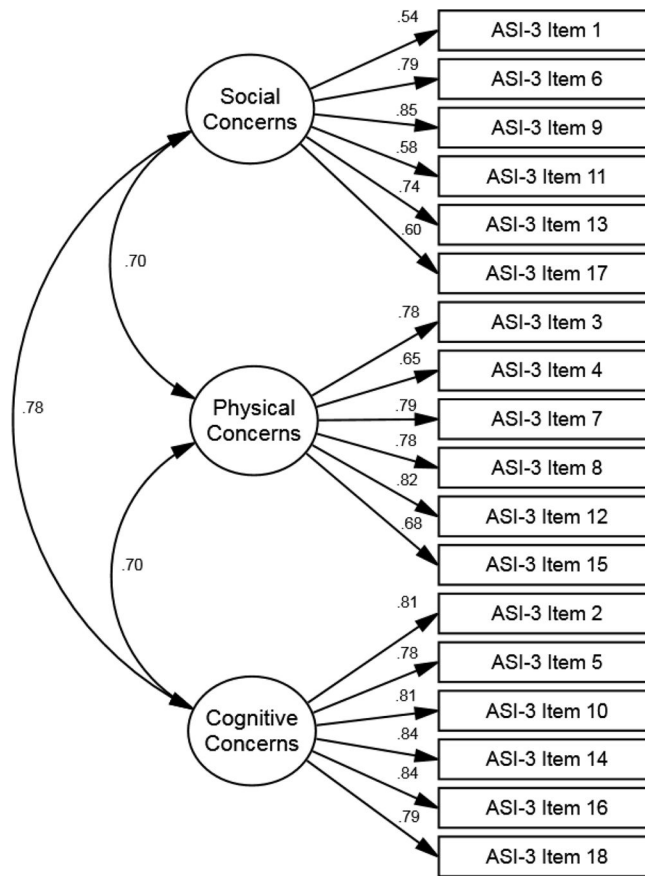 .54
ASI-3 Item 1
.79
ASI-3 Item 6
Social
Concerns
.85
ASI-3 Item 9
.58
ASI-3 Item 11
.74
ASI-3 Item 13
.60
ASI-3 Item 17
.70
.78
ASI-3 Item 3
.65
ASI-3 Item 4
Physical
Concerns
.79
ASI-3 Item 7
.78
ASI-3 Item 8
.82
ASI-3 Item 12
.68
ASI-3 Item 15
.78
.70
.81
ASI-3 Item 2
.78
ASI-3 Item 5
Cognitive
Concerns
.81
ASI-3 Item 10
.84
ASI-3 Item 14
.84
ASI-3 Item 16
.79
ASI-3 Item 18